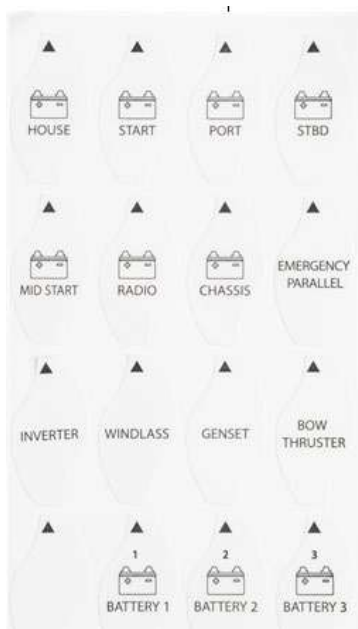 HOUSE START PORT STBD
MID START RADIO CHASSIS EMERGENCY
PARALLEL
INVERTER WINDLASS GENSET BOW
THRUSTER
1 2 3
BATTERY 1 BATTERY 2 BATTERY 3